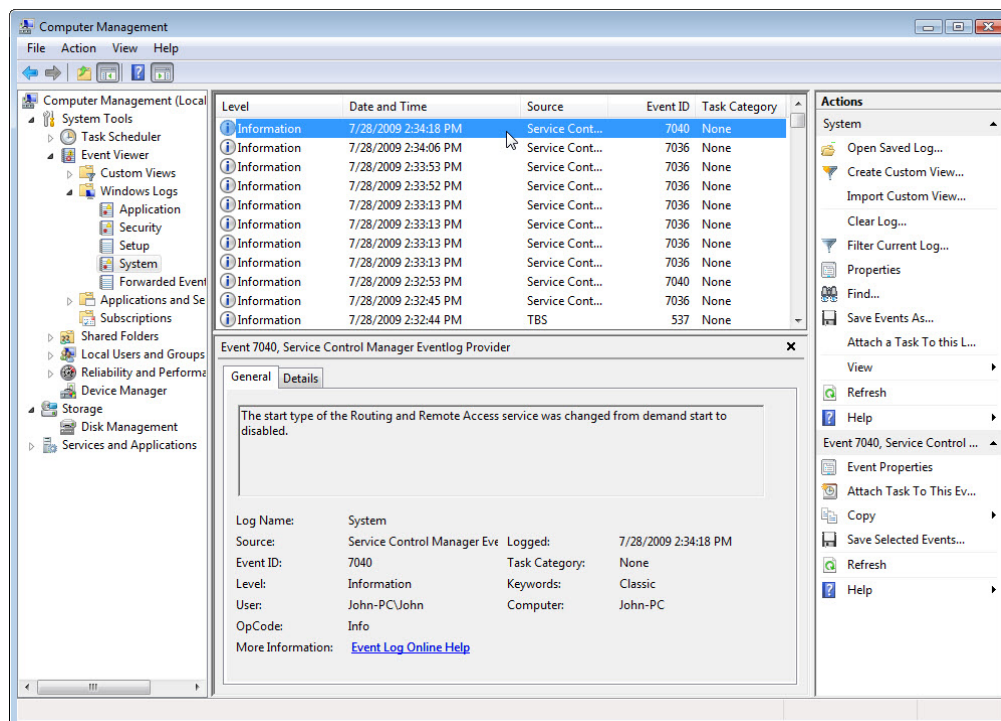 Computer Management
File Action View Help
Computer Management (Local
System Tools
Task Scheduler
Event Viewer
Custom Views
Windows Logs
Application
Security
Setup
System
Forwarded Event
Applications and Se
Subscriptions
Shared Folders
Local Users and Groups
Reliability and Performa
Device Manager
Storage
Disk Management
Services and Applications
Level Date and Time Source Event ID Task Category
Information 7/28/2009 2:34:18 PM Service Cont... 7040 None
Information 7/28/2009 2:34:06 PM Service Cont... 7036 None
Information 7/28/2009 2:33:53 PM Service Cont... 7036 None
Information 7/28/2009 2:33:52 PM Service Cont... 7036 None
Information 7/28/2009 2:33:13 PM Service Cont... 7036 None
Information 7/28/2009 2:33:13 PM Service Cont... 7036 None
Information 7/28/2009 2:33:13 PM Service Cont... 7036 None
Information 7/28/2009 2:33:13 PM Service Cont... 7036 None
Information 7/28/2009 2:32:53 PM Service Cont... 7040 None
Information 7/28/2009 2:32:45 PM Service Cont... 7036 None
Information 7/28/2009 2:32:44 PM TBS 537 None
Event 7040, Service Control Manager Eventlog Provider
General Details
The start type of the Routing and Remote Access service was changed from demand start to
disabled.
Log Name: System
Source: Service Control Manager Eve Logged: 7/28/2009 2:34:18 PM
Event ID: 7040 Task Category: None
Level: Information Keywords: Classic
User: John-PC\John Computer: John-PC
OpCode: Info
More Information: Event Log Online Help
Actions
System
Open Saved Log...
Create Custom View...
Import Custom View...
Clear Log...
Filter Current Log...
Properties
Find...
Save Events As...
Attach a Task To this L...
View
Refresh
Help
Event 7040, Service Control ...
Event Properties
Attach Task To This Ev...
Copy
Save Selected Events...
Refresh
Help